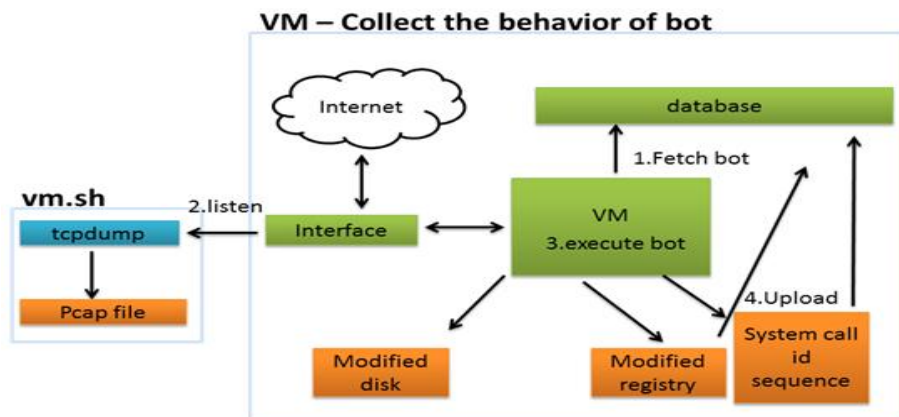 VM – Collect the behavior of bot
Internet
database
1.Fetch bot
vm.sh
2.listen
tcpdump
Interface
VM
3.execute bot
Pcap file
4.Upload
Modified
disk
Modified
registry
System call
id
sequence